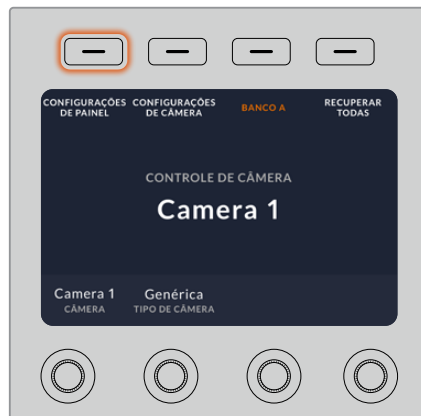 CONFIGURAÇÕES DE PAINEL
CONFIGURAÇÕES DE CÂMERA
BANCO A
RECUPERAR TODAS
CONTROLE DE CÂMERA
Camera 1
Camera 1
CÂMERA
Genérica
TIPO DE CÂMERA